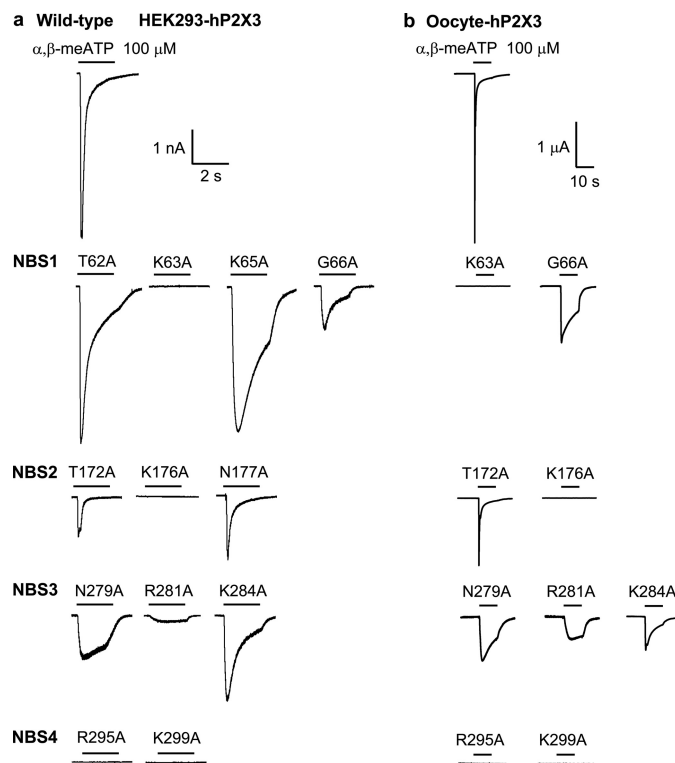 a Wild-type HEK293-hP2X3 b Oocyte-hP2X3
α,β-meATP 100 μM α,β-meATP 100 μM
1 nA
2 s
1 μA
10 s
NBS1 T62A K63A K65A G66A K63A G66A
NBS2 T172A K176A N177A T172A K176A
NBS3 N279A R281A K284A N279A R281A K284A
NBS4 R295A K299A R295A K299A